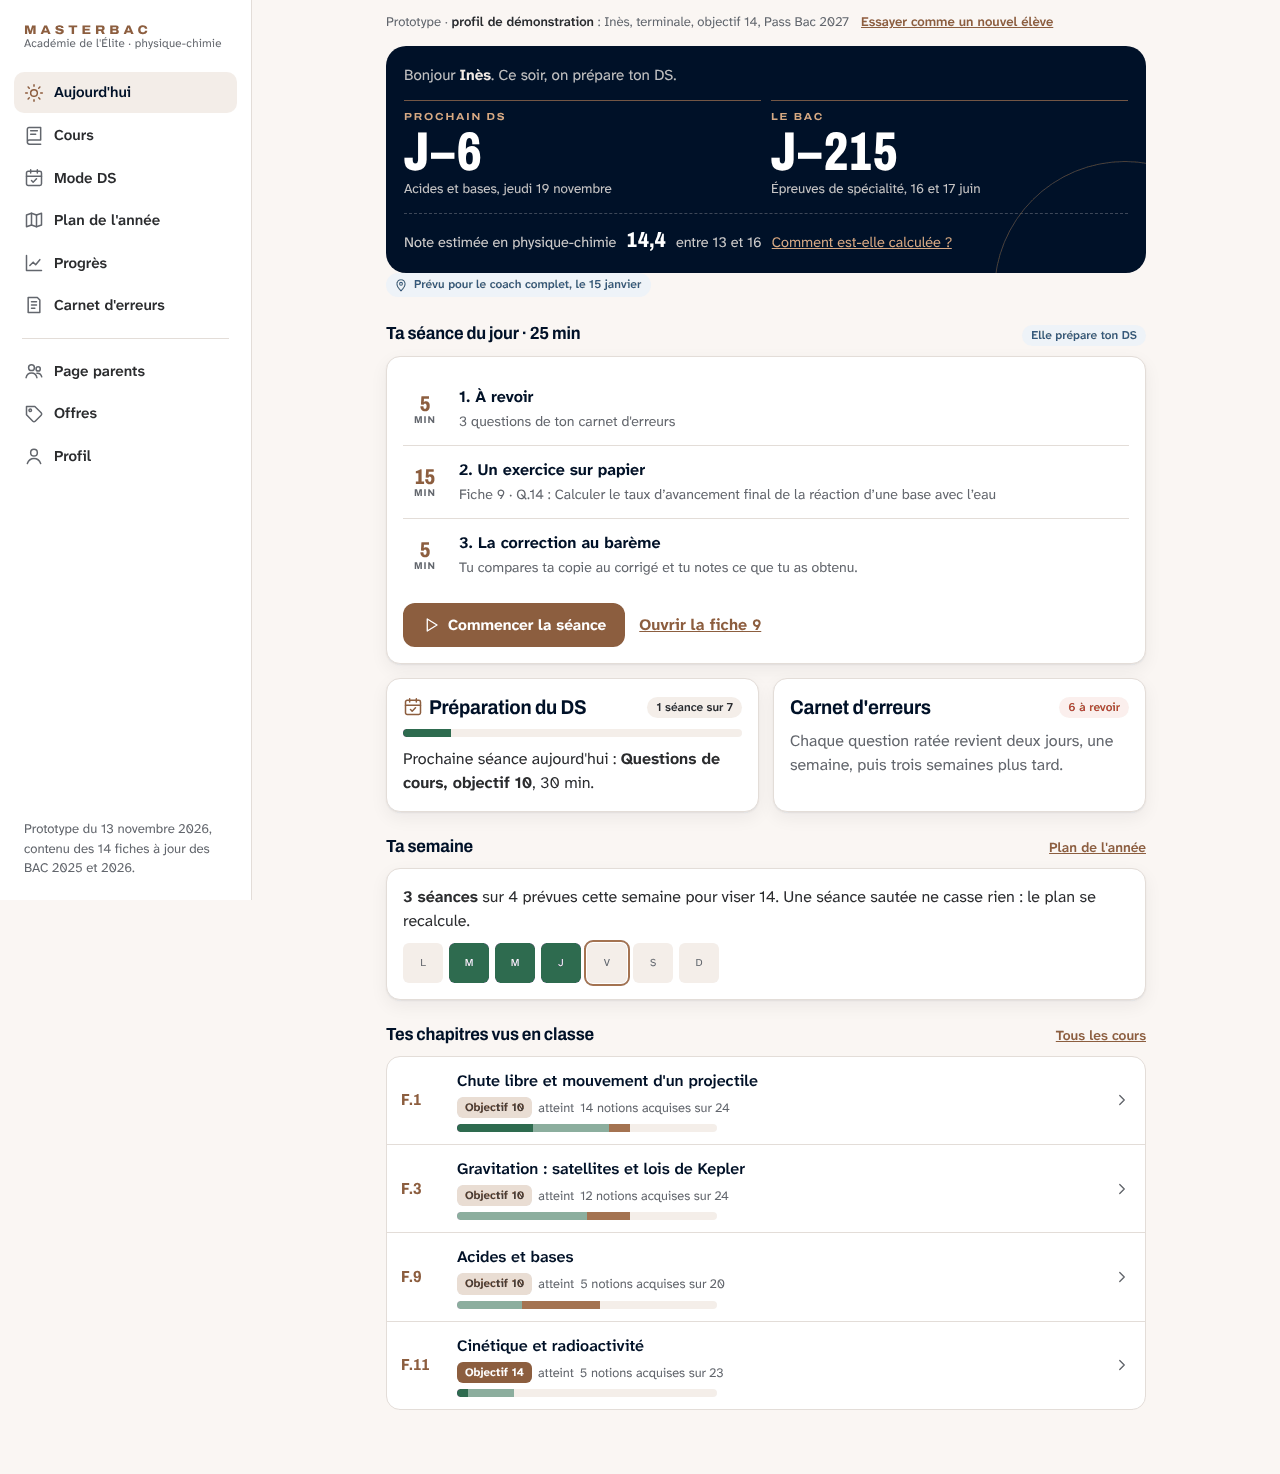 MASTERBAC
Académie de l'Élite · physique-chimie
Aujourd'hui
Cours
Mode DS
Plan de l'année
Progrès
Carnet d'erreurs
Page parents
Offres
Profil
Prototype du 13 novembre 2026,
contenu des 14 fiches à jour des
BAC 2025 et 2026.
Prototype · profil de démonstration : Inès, terminale, objectif 14, Pass Bac 2027 Essayer comme un nouvel élève
Bonjour Inès. Ce soir, on prépare ton DS.
PROCHAIN DS
J–6
Acides et bases, jeudi 19 novembre
LE BAC
J–215
Épreuves de spécialité, 16 et 17 juin
Note estimée en physique-chimie 14,4 entre 13 et 16 Comment est-elle calculée ?
Prévu pour le coach complet, le 15 janvier
Ta séance du jour · 25 min
Elle prépare ton DS
5 MIN
1. À revoir
3 questions de ton carnet d'erreurs
15 MIN
2. Un exercice sur papier
Fiche 9 · Q.14 : Calculer le taux d’avancement final de la réaction d’une base avec l’eau
5 MIN
3. La correction au barème
Tu compares ta copie au corrigé et tu notes ce que tu as obtenu.
Commencer la séance
Ouvrir la fiche 9
Préparation du DS
1 séance sur 7
Prochaine séance aujourd'hui : Questions de
cours, objectif 10, 30 min.
Carnet d'erreurs
6 à revoir
Chaque question ratée revient deux jours, une
semaine, puis trois semaines plus tard.
Ta semaine
Plan de l'année
3 séances sur 4 prévues cette semaine pour viser 14. Une séance sautée ne casse rien : le plan se
recalcule.
L M M J V S D
Tes chapitres vus en classe
Tous les cours
F.1
Chute libre et mouvement d'un projectile
Objectif 10 atteint 14 notions acquises sur 24
F.3
Gravitation : satellites et lois de Kepler
Objectif 10 atteint 12 notions acquises sur 24
F.9
Acides et bases
Objectif 10 atteint 5 notions acquises sur 20
F.11
Cinétique et radioactivité
Objectif 14 atteint 5 notions acquises sur 23